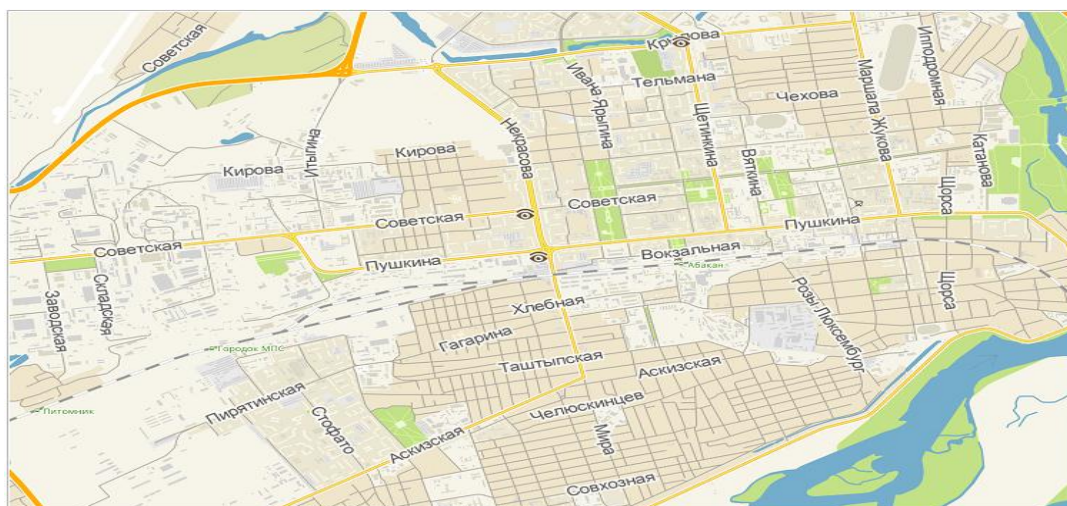 Советская
Крылова
Ивана Ярыгина
Тельмана
Чехова
Маршала Жукова
Ипподромная
Некрасова
Щетинкина
Итыгина
Кирова
Кирова
Вяткина
Катанова
Советская
Советская
Щорса
Пушкина
Советская
Вокзальная
Пушкина
Абакан
Складская
Заводская
Хлебная
Розы Люксембург
Щорса
Гагарина
Городок МПС
Таштыпская
Аскизская
Пирятинская
Питомник
Стофато
Челюскинцев
Мира
Аскизская
Совхозная